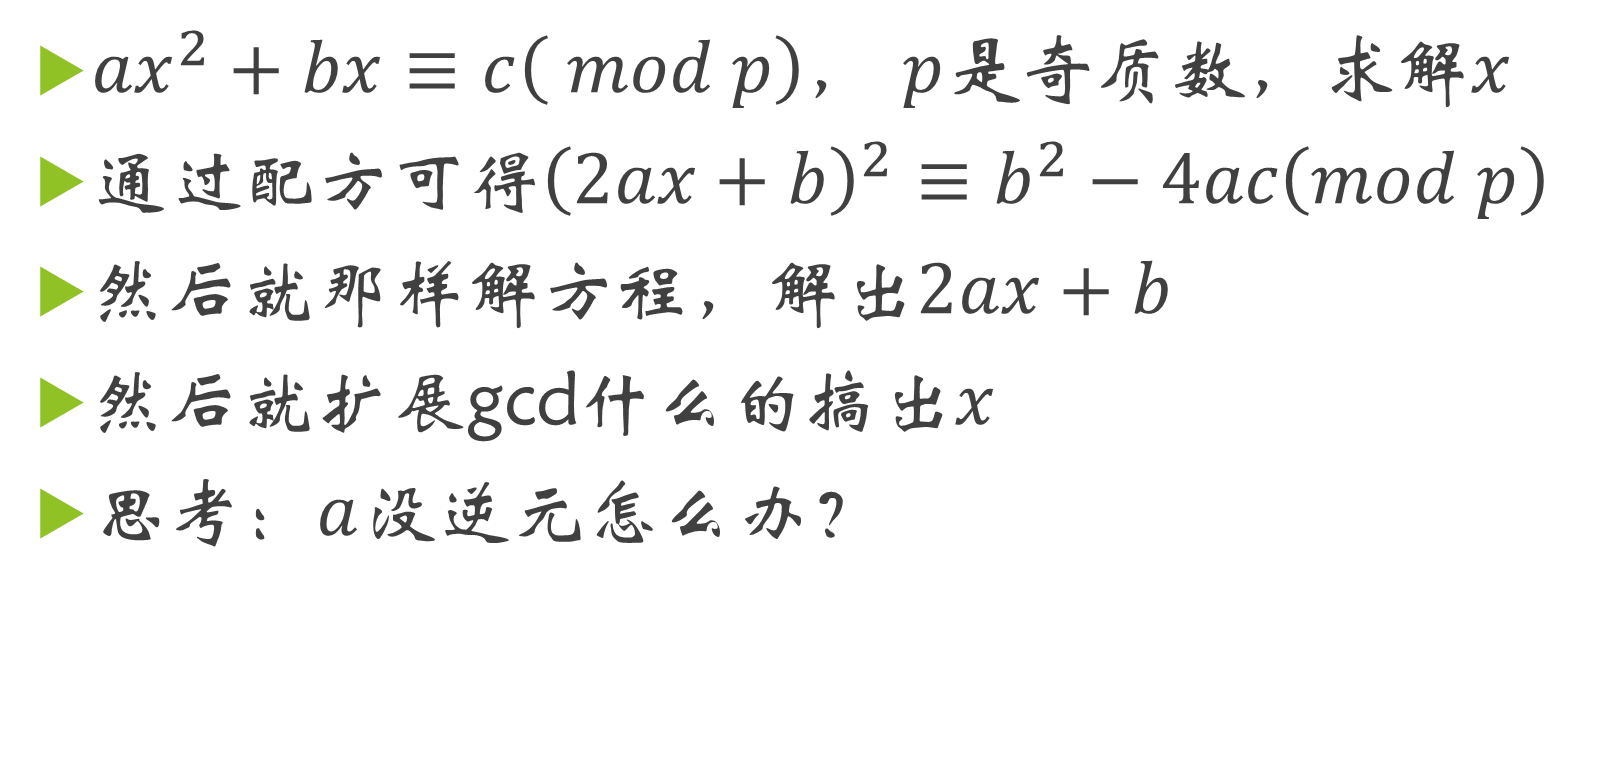 ax² + bx ≡ c( mod p)， p是奇质数，求解x
通过配方可得(2ax + b)² ≡ b² − 4ac(mod p)
然后就那样解方程，解出2ax + b
然后就扩展gcd什么的搞出x
思考：a没逆元怎么办？